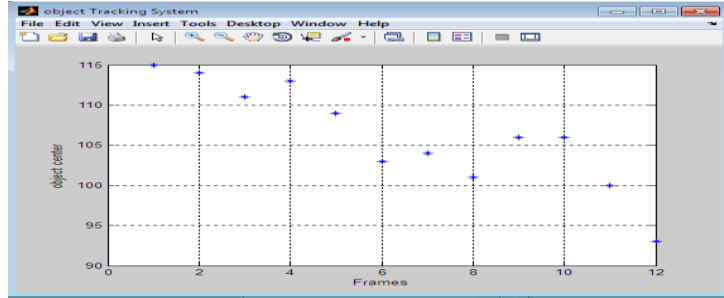 object Tracking System
File Edit View Insert Tools Desktop Window Help
115
110
105
100
95
90
object center
0 2 4 6 8 10 12
Frames